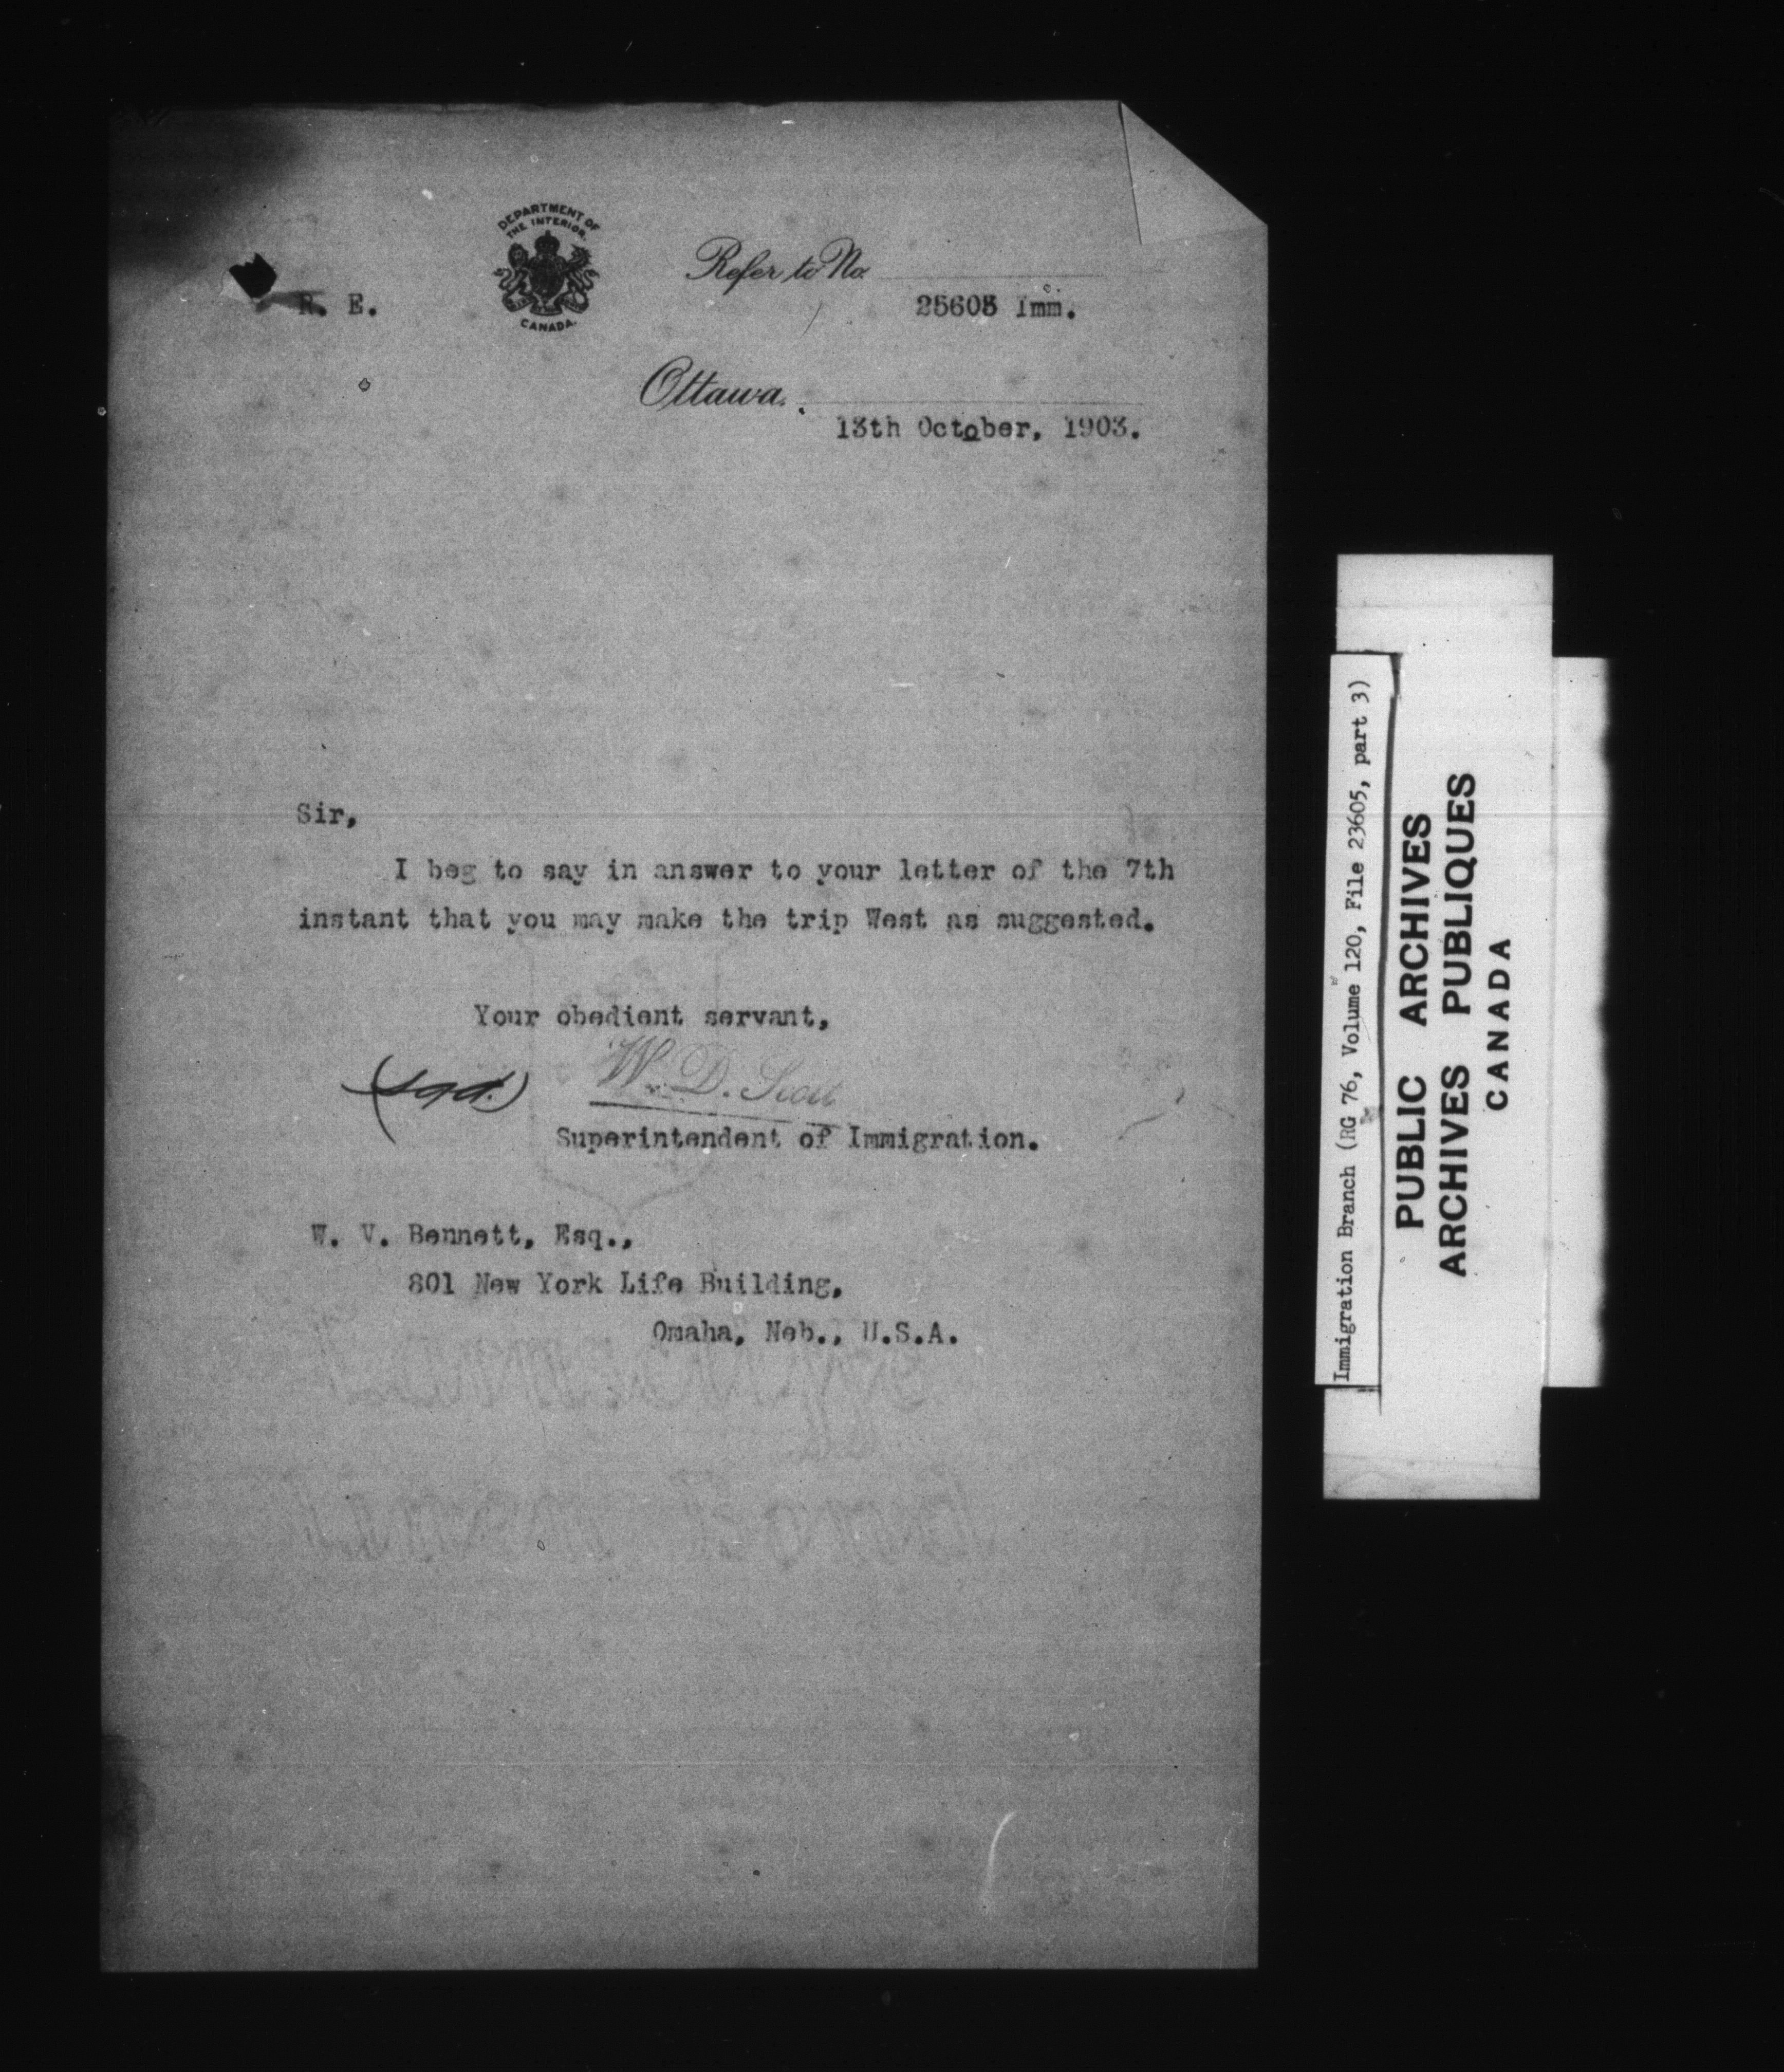 DEPARTMENT OF
THE INTERIOR.
CANADA.
Refer to No.
R. E.
25605 Imm.
Ottawa,
13th October, 1903.
Sir,
I beg to say in answer to your letter of the 7th
instant that you may make the trip West as suggested.
Your obedient servant,
(sgd.) W. D. Scott
Superintendent of Immigration.
W. V. Bennett, Esq.,
801 New York Life Building,
Omaha, Neb., U.S.A.
Immigration Branch (RG 76, Volume 120, File 23605, part 3)
PUBLIC ARCHIVES
ARCHIVES PUBLIQUES
CANADA